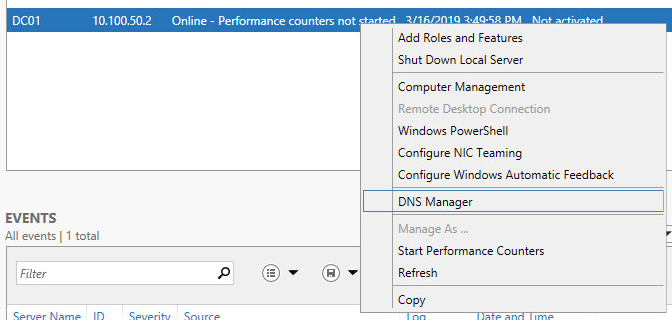 DC01 10.100.50.2 Online - Performance counters not started 3/16/2019 3:49:58 PM Not activated
Add Roles and Features
Shut Down Local Server
Computer Management
Remote Desktop Connection
Windows PowerShell
Configure NIC Teaming
Configure Windows Automatic Feedback
DNS Manager
Manage As ...
Start Performance Counters
Refresh
Copy
EVENTS
All events | 1 total
Filter
Server Name ID Severity Source Log Date and Time